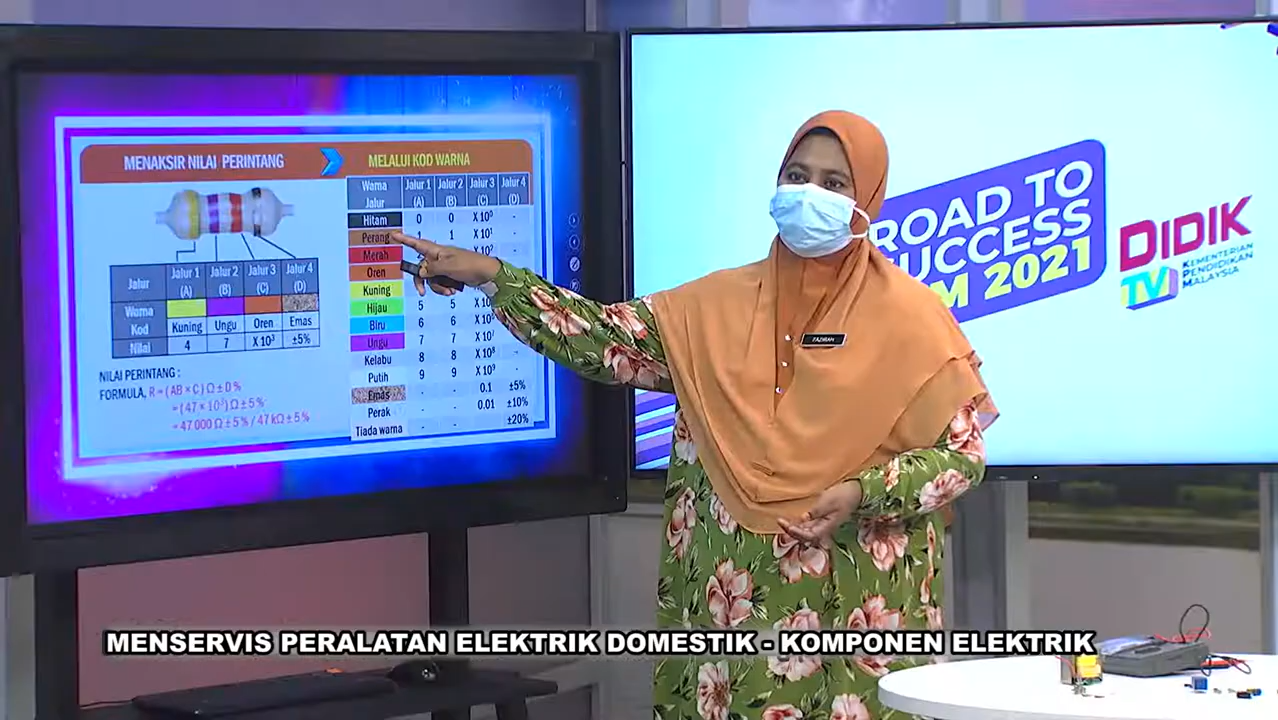 MENAKSIR NILAI PERINTANG
MELALUI KOD WARNA
Jalur
Jalur 1 (A)
Jalur 2 (B)
Jalur 3 (C)
Jalur 4 (D)
Warna
Kod
Kuning
Ungu
Oren
Emas
Nilai
4
7
X 10³
±5%
NILAI PERINTANG :
FORMULA, R = (AB × C) Ω ± D %
= (47 × 10³) Ω ± 5%
= 47 000 Ω ± 5% / 47 kΩ ± 5%
Warna Jalur
Jalur 1 (A)
Jalur 2 (B)
Jalur 3 (C)
Jalur 4 (D)
Hitam 0 0 X 10⁰ -
Perang 1 X 10¹ -
Merah
Oren
Kuning
Hijau 5 5
Biru 6 6
Ungu 7 7 X 10⁷ -
Kelabu 8 8 X 10⁸ -
Putih 9 9 X 10⁹ -
Emas - - 0.1 ±5%
Perak - - 0.01 ±10%
Tiada warna - - ±20%
ROAD TO
SUCCESS
2021
DIDIK
TV
KEMENTERIAN
PENDIDIKAN
MALAYSIA
FAZIRAH
MENSERVIS PERALATAN ELEKTRIK DOMESTIK - KOMPONEN ELEKTRIK